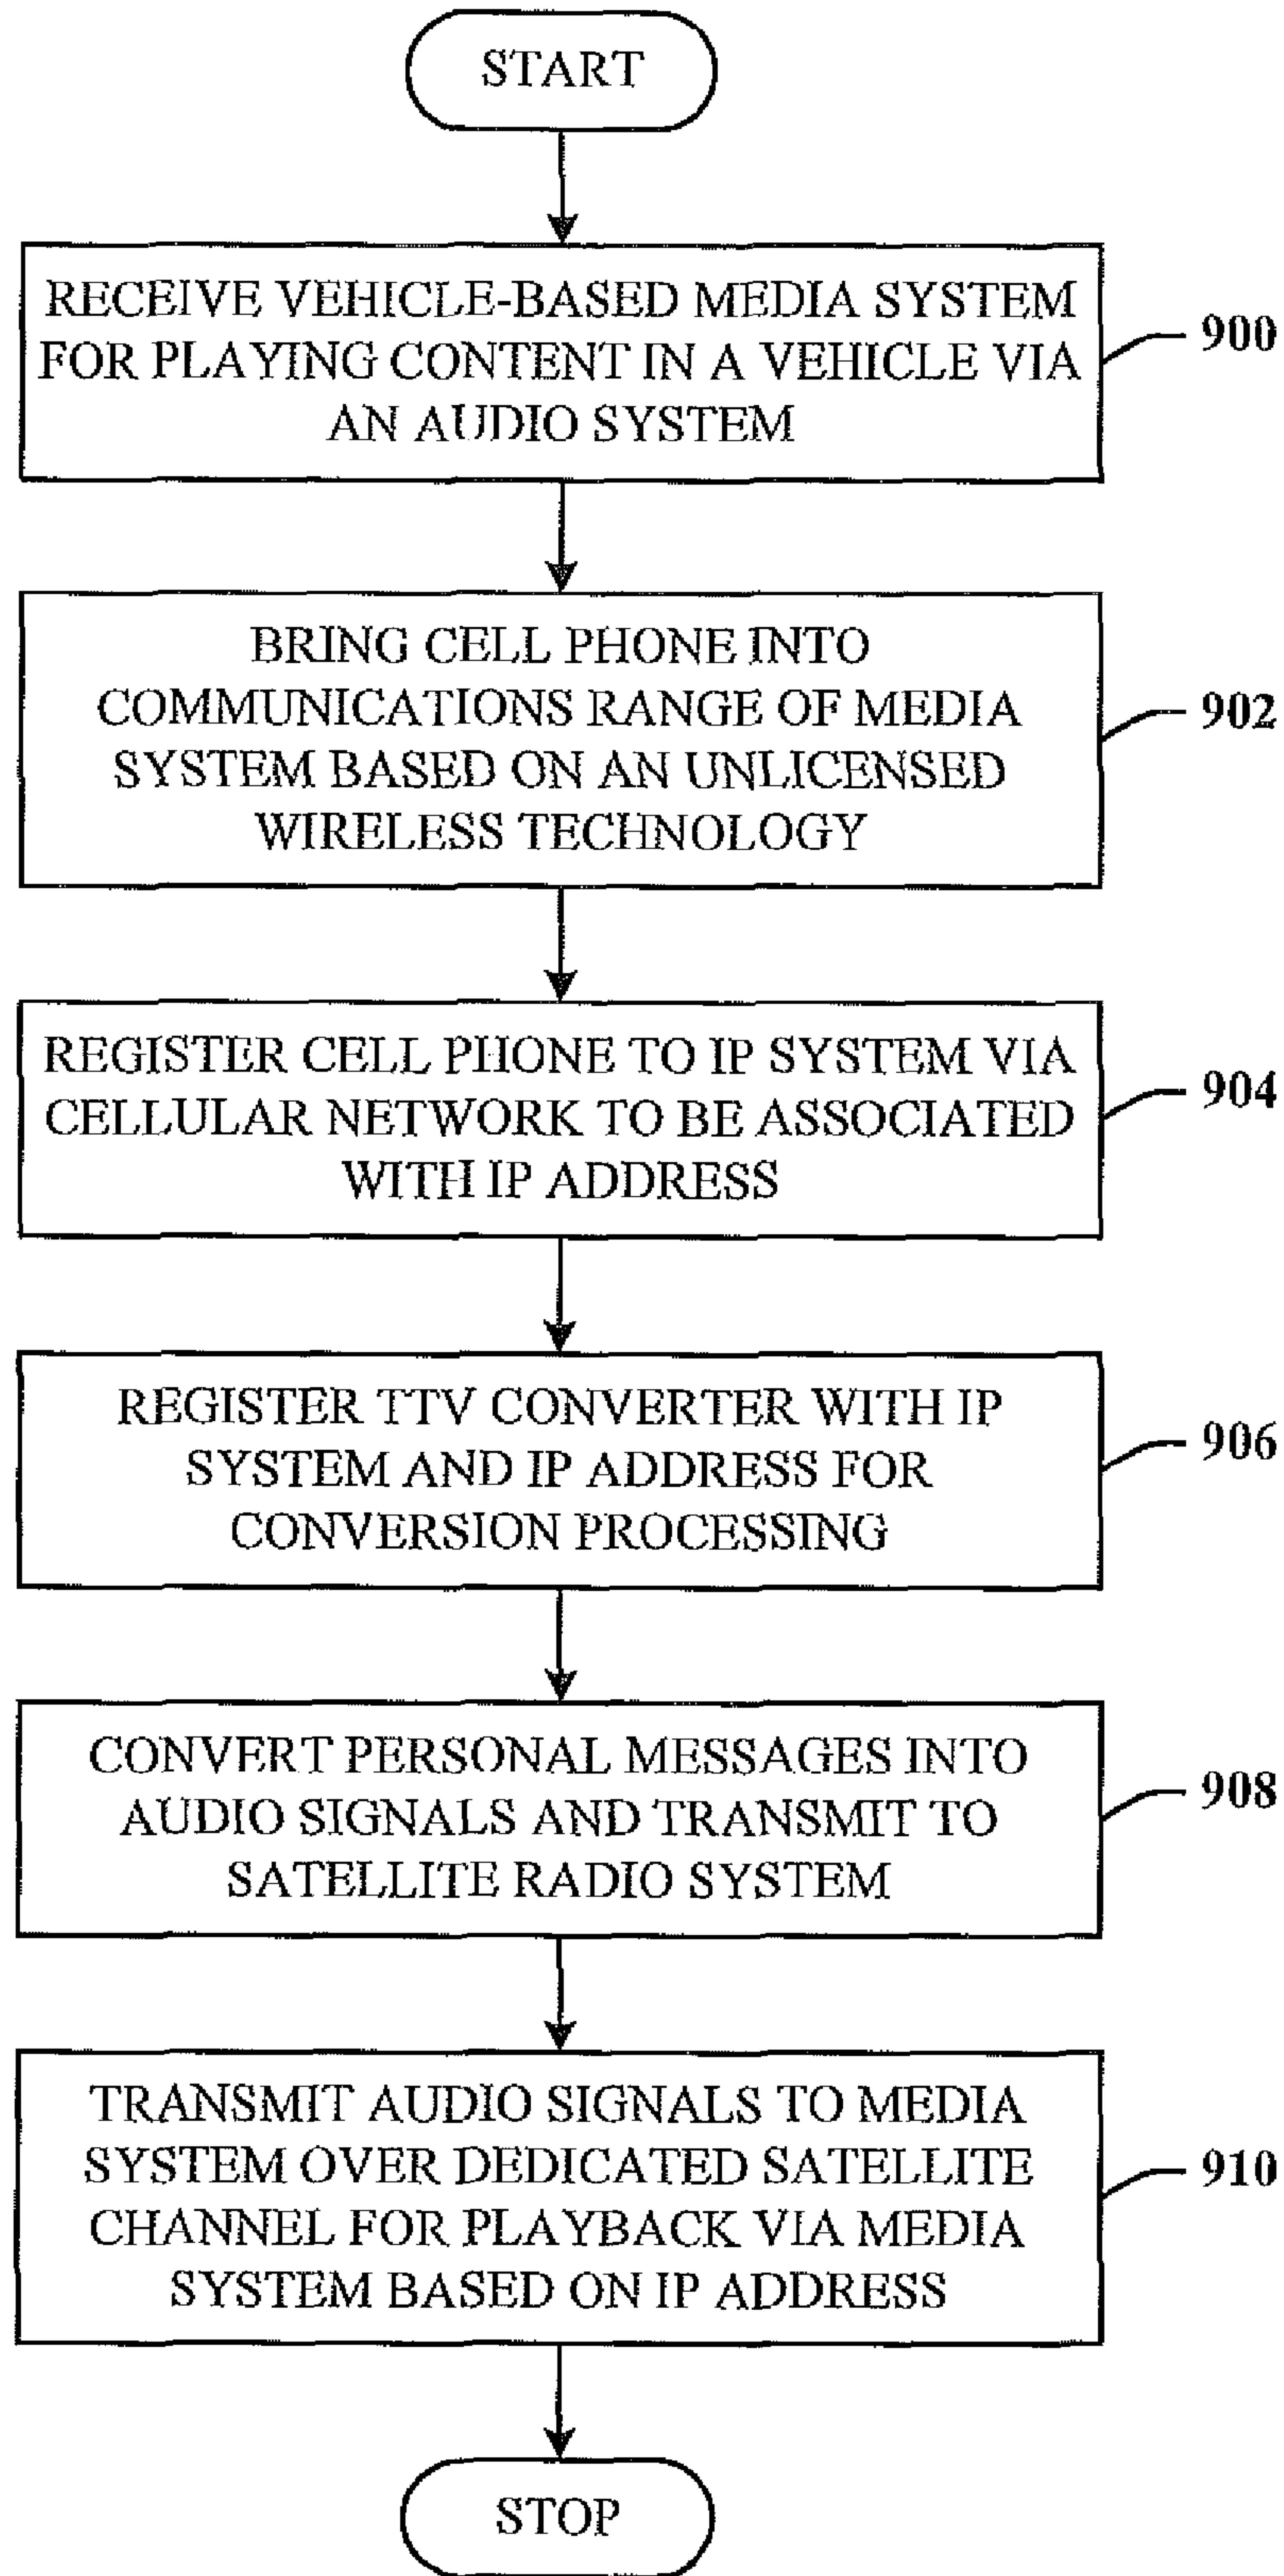 START
RECEIVE VEHICLE-BASED MEDIA SYSTEM
FOR PLAYING CONTENT IN A VEHICLE VIA
AN AUDIO SYSTEM
900
BRING CELL PHONE INTO
COMMUNICATIONS RANGE OF MEDIA
SYSTEM BASED ON AN UNLICENSED
WIRELESS TECHNOLOGY
902
REGISTER CELL PHONE TO IP SYSTEM VIA
CELLULAR NETWORK TO BE ASSOCIATED
WITH IP ADDRESS
904
REGISTER TTV CONVERTER WITH IP
SYSTEM AND IP ADDRESS FOR
CONVERSION PROCESSING
906
CONVERT PERSONAL MESSAGES INTO
AUDIO SIGNALS AND TRANSMIT TO
SATELLITE RADIO SYSTEM
908
TRANSMIT AUDIO SIGNALS TO MEDIA
SYSTEM OVER DEDICATED SATELLITE
CHANNEL FOR PLAYBACK VIA MEDIA
SYSTEM BASED ON IP ADDRESS
910
STOP